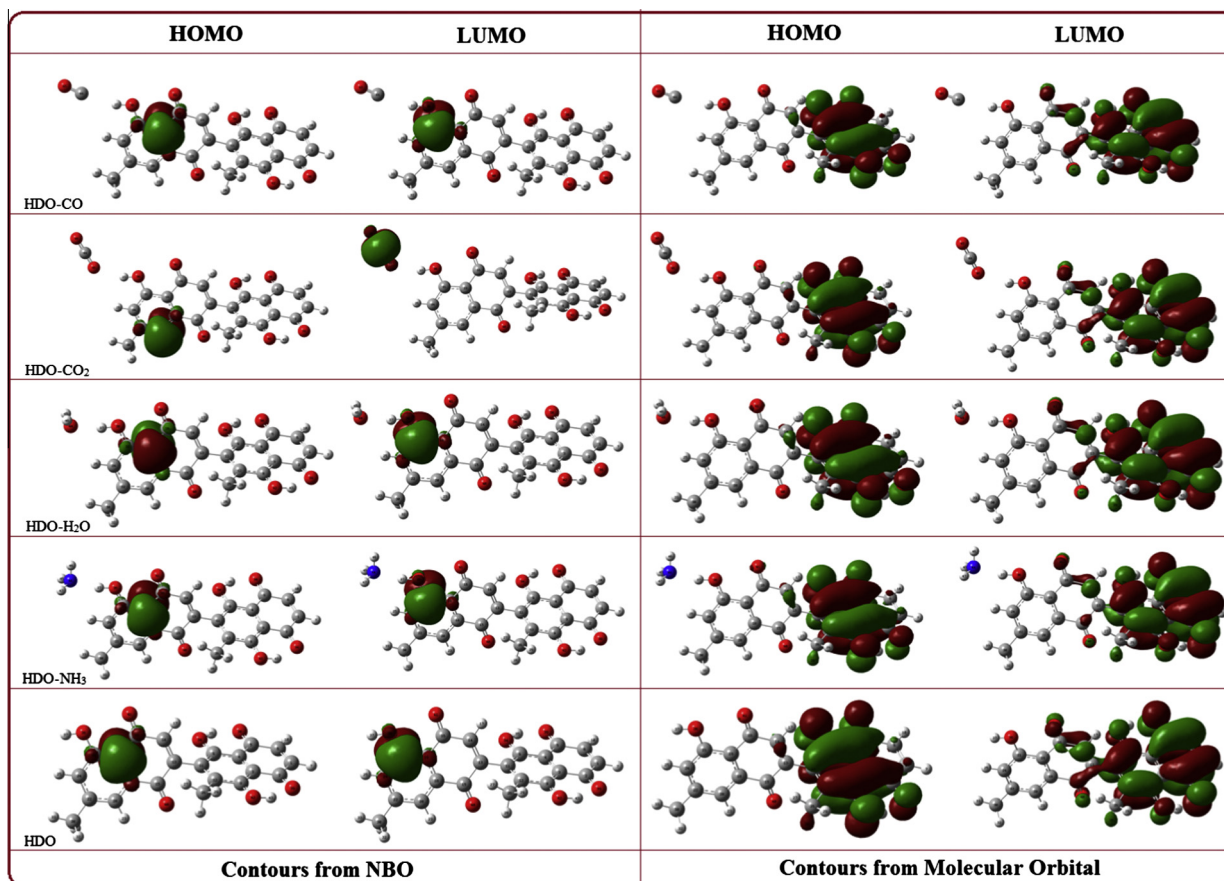 HOMO LUMO HOMO LUMO
HDO-CO
HDO-CO₂
HDO-H₂O
HDO-NH₃
HDO
Contours from NBO Contours from Molecular Orbital